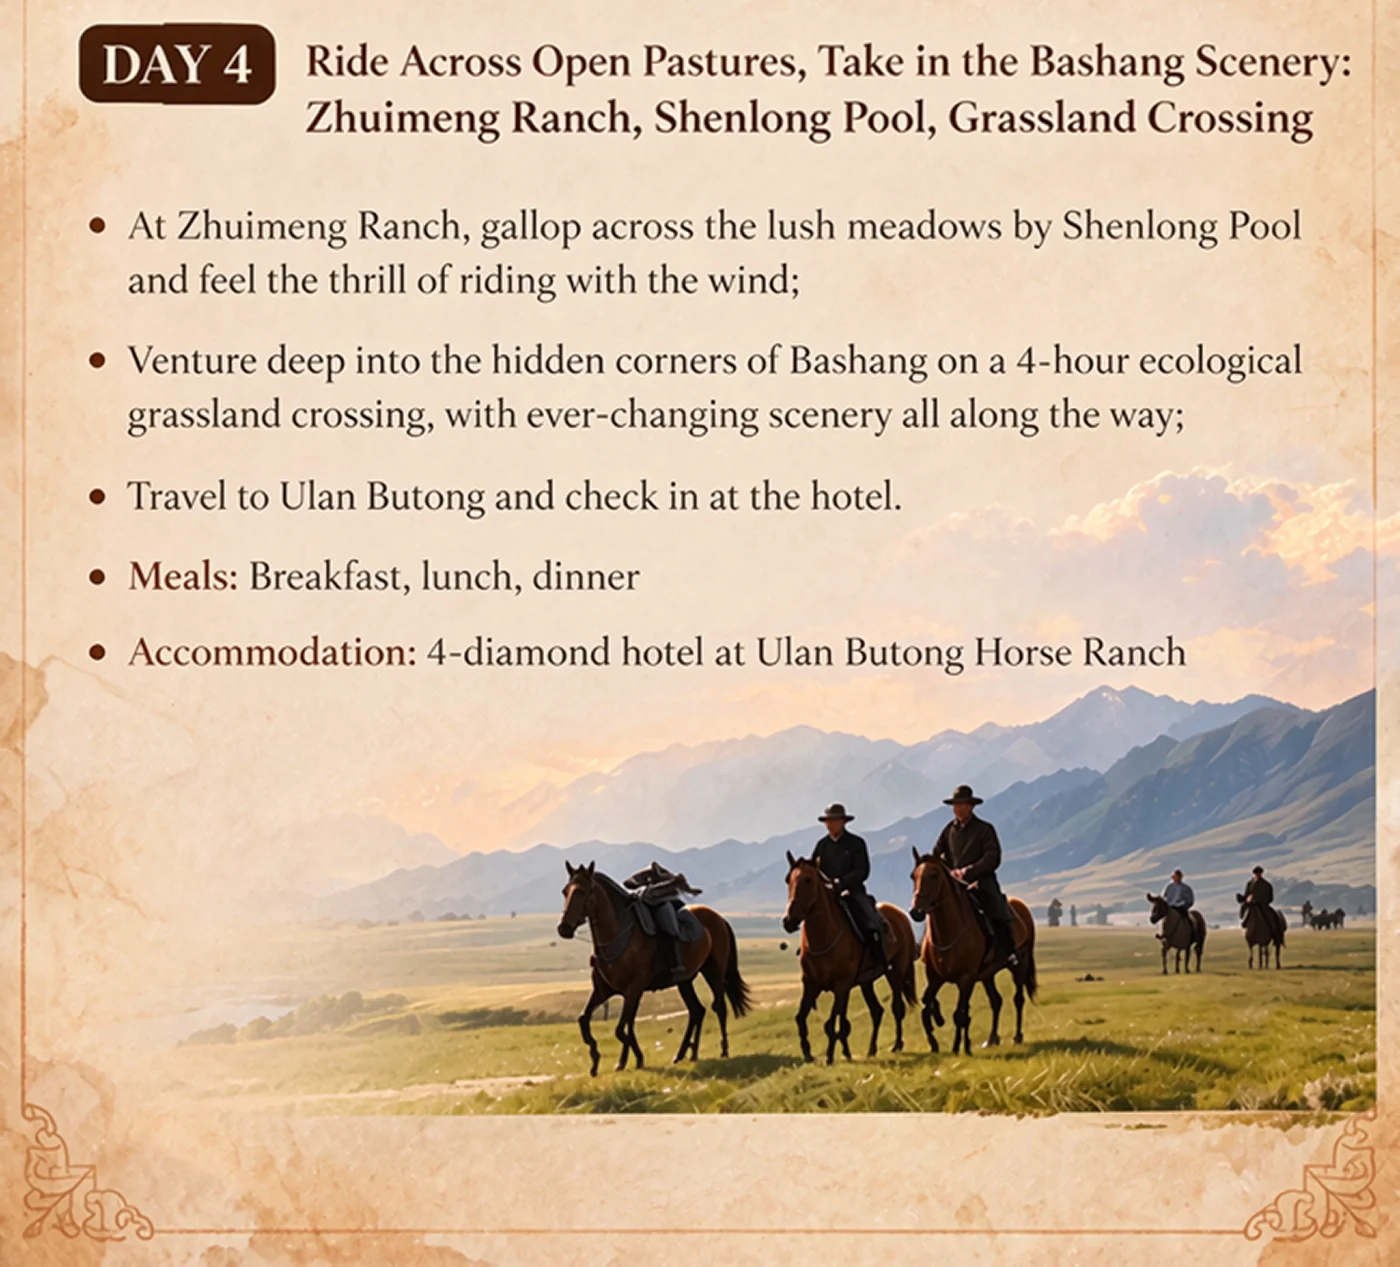 DAY 4
Ride Across Open Pastures, Take in the Bashang Scenery:
Zhuimeng Ranch, Shenlong Pool, Grassland Crossing
• At Zhuimeng Ranch, gallop across the lush meadows by Shenlong Pool
and feel the thrill of riding with the wind;
• Venture deep into the hidden corners of Bashang on a 4-hour ecological
grassland crossing, with ever-changing scenery all along the way;
• Travel to Ulan Butong and check in at the hotel.
• Meals: Breakfast, lunch, dinner
• Accommodation: 4-diamond hotel at Ulan Butong Horse Ranch